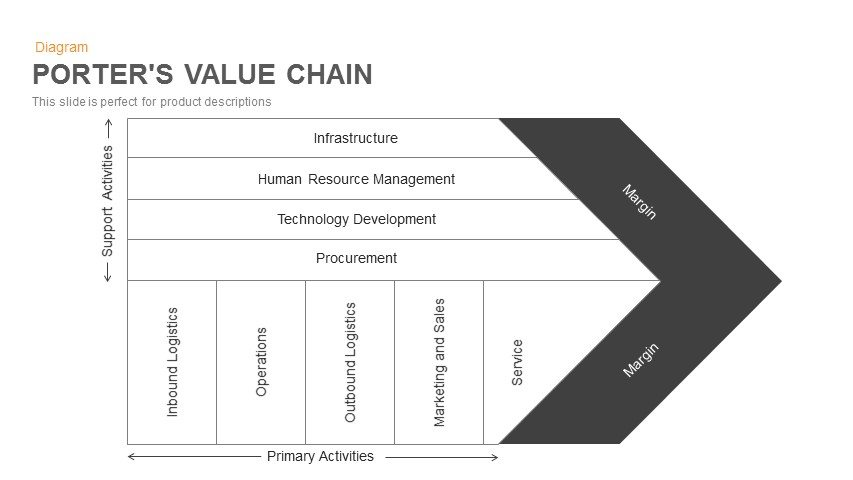 Diagram
PORTER'S VALUE CHAIN
This slide is perfect for product descriptions
Support Activities
Infrastructure
Human Resource Management
Technology Development
Procurement
Margin
Inbound Logistics
Operations
Outbound Logistics
Marketing and Sales
Service
Margin
Primary Activities